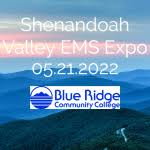 Shenandoah
Valley EMS Expo
05.21.2022
Blue Ridge
Community College